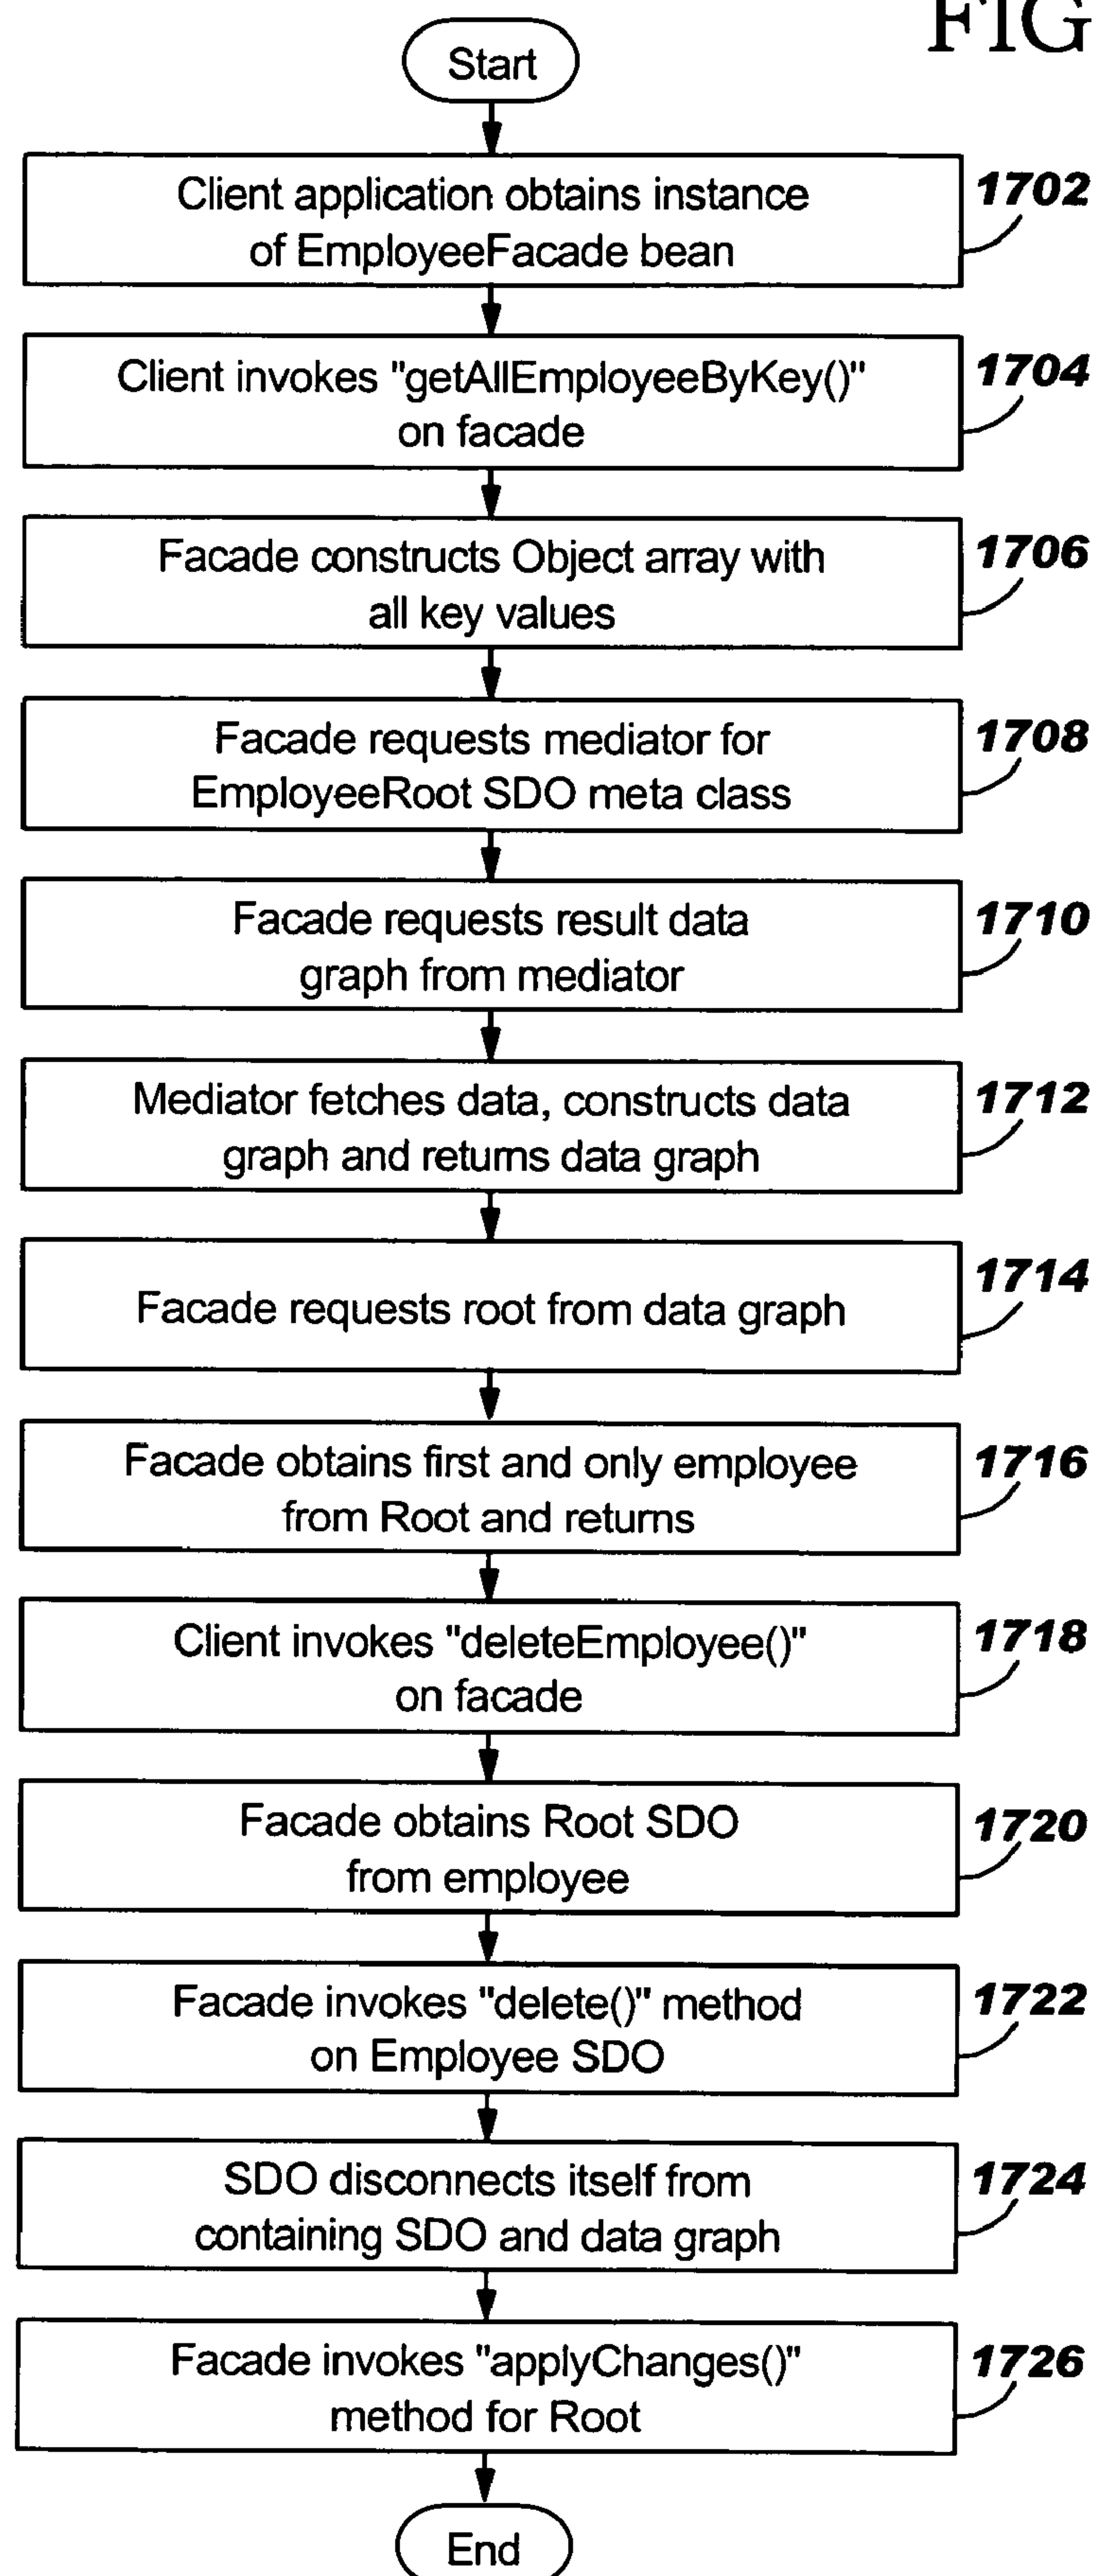 FIG
Start
Client application obtains instance
of EmployeeFacade bean
1702
Client invokes "getAllEmployeeByKey()"
on facade
1704
Facade constructs Object array with
all key values
1706
Facade requests mediator for
EmployeeRoot SDO meta class
1708
Facade requests result data
graph from mediator
1710
Mediator fetches data, constructs data
graph and returns data graph
1712
Facade requests root from data graph
1714
Facade obtains first and only employee
from Root and returns
1716
Client invokes "deleteEmployee()"
on facade
1718
Facade obtains Root SDO
from employee
1720
Facade invokes "delete()" method
on Employee SDO
1722
SDO disconnects itself from
containing SDO and data graph
1724
Facade invokes "applyChanges()"
method for Root
1726
End